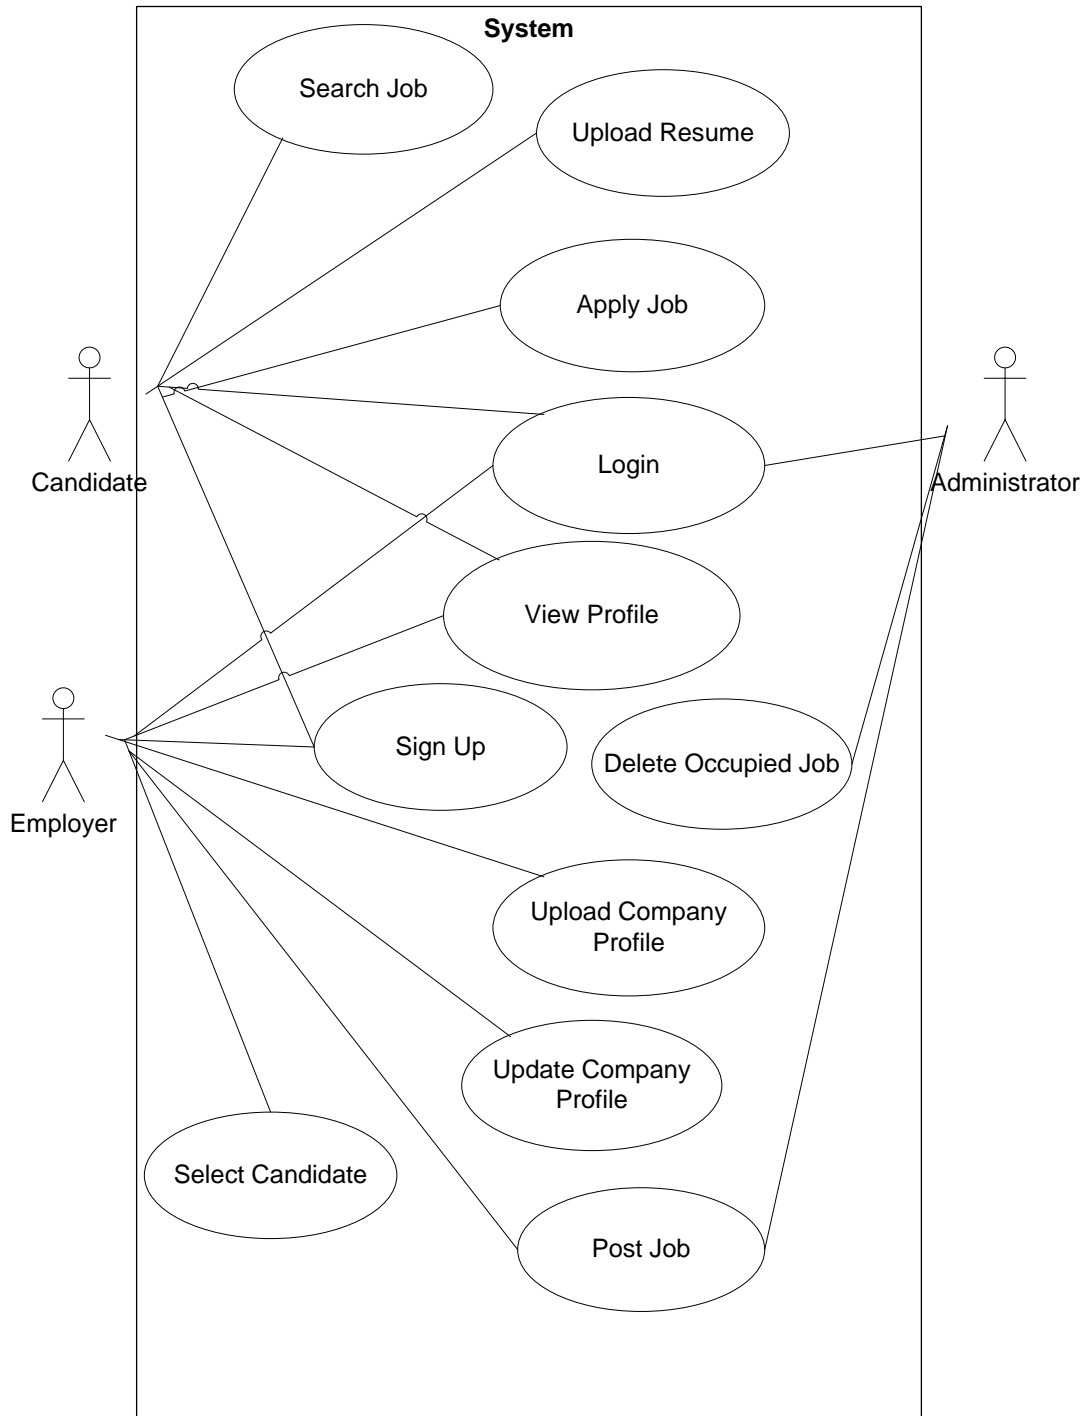 System
Search Job
Upload Resume
Apply Job
Candidate
Login
Administrator
View Profile
Employer
Sign Up
Delete Occupied Job
Upload Company
Profile
Update Company
Profile
Select Candidate
Post Job